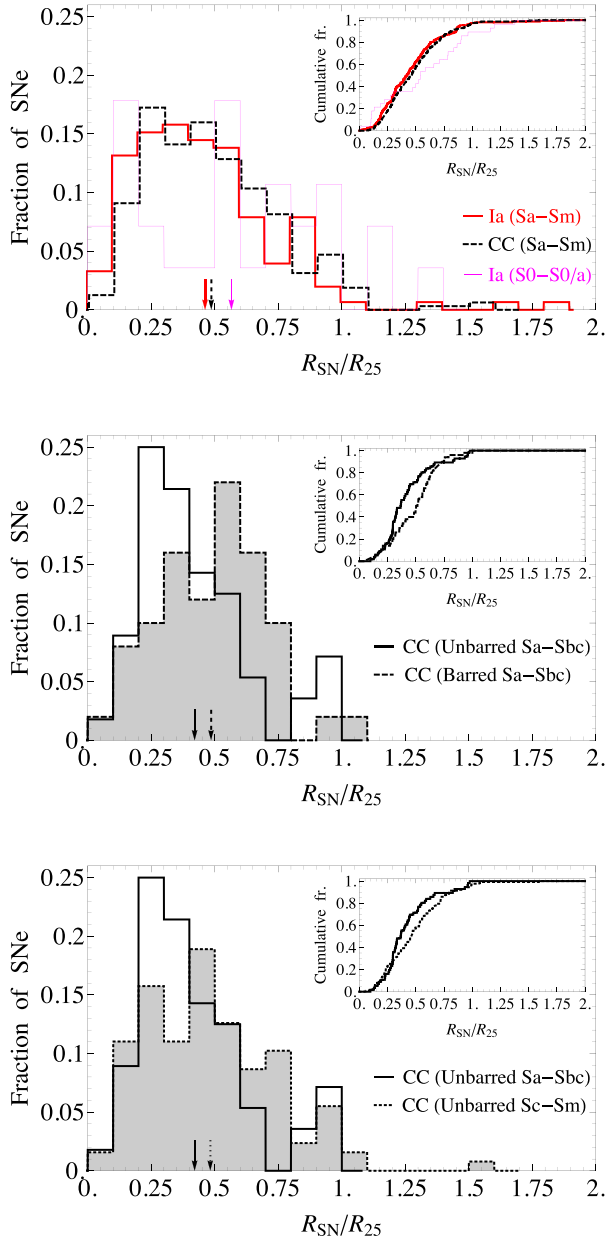 0.25
0.2
0.15
0.1
0.05
0.
Fraction of SNe
0. 0.25 0.5 0.75 1. 1.25 1.5 1.75 2.
R_SN/R_25
1.
0.8
0.6
0.4
0.2
0.
Cumulative fr.
0. 0.25 0.5 0.75 1. 1.25 1.5 1.75 2.
R_SN/R_25
Ia (Sa–Sm)
CC (Sa–Sm)
Ia (S0–S0/a)
0.25
0.2
0.15
0.1
0.05
0.
Fraction of SNe
0. 0.25 0.5 0.75 1. 1.25 1.5 1.75 2.
R_SN/R_25
1.
0.8
0.6
0.4
0.2
0.
Cumulative fr.
0. 0.25 0.5 0.75 1. 1.25 1.5 1.75 2.
R_SN/R_25
CC (Unbarred Sa–Sbc)
CC (Barred Sa–Sbc)
0.25
0.2
0.15
0.1
0.05
0.
Fraction of SNe
0. 0.25 0.5 0.75 1. 1.25 1.5 1.75 2.
R_SN/R_25
1.
0.8
0.6
0.4
0.2
0.
Cumulative fr.
0. 0.25 0.5 0.75 1. 1.25 1.5 1.75 2.
R_SN/R_25
CC (Unbarred Sa–Sbc)
CC (Unbarred Sc–Sm)